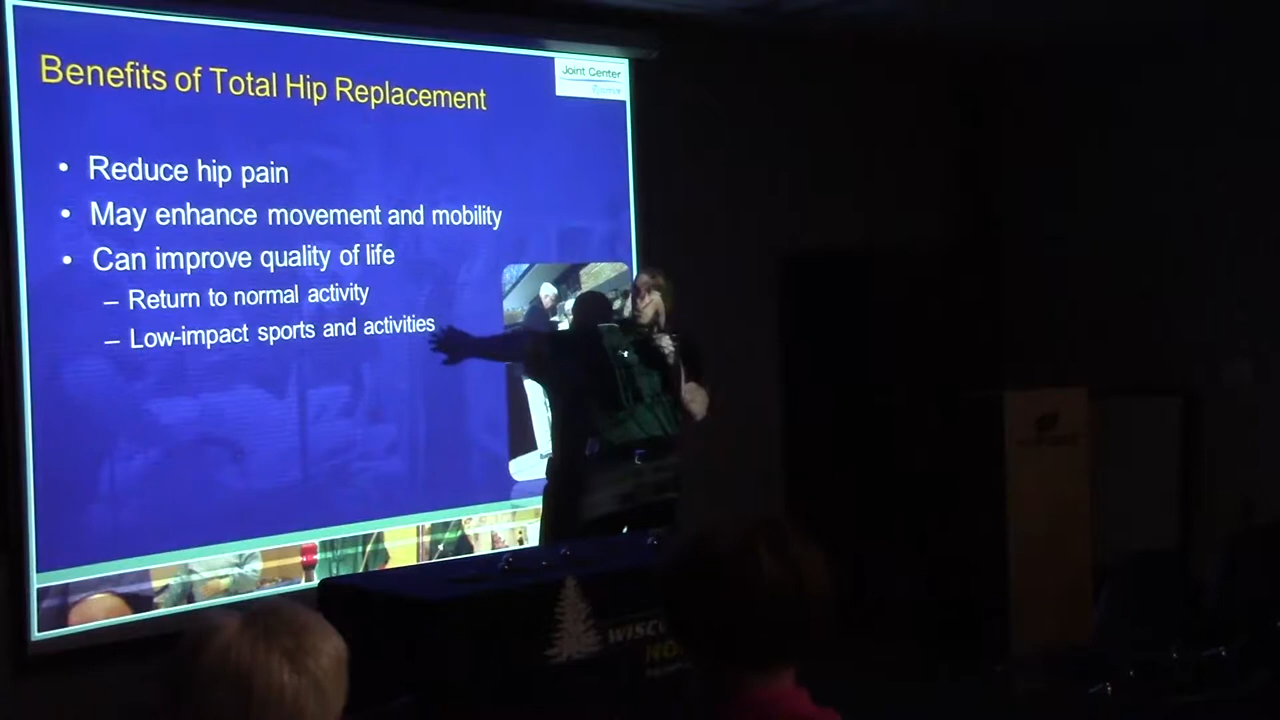 Benefits of Total Hip Replacement
Joint Center
• Reduce hip pain
• May enhance movement and mobility
• Can improve quality of life
– Return to normal activity
– Low-impact sports and activities